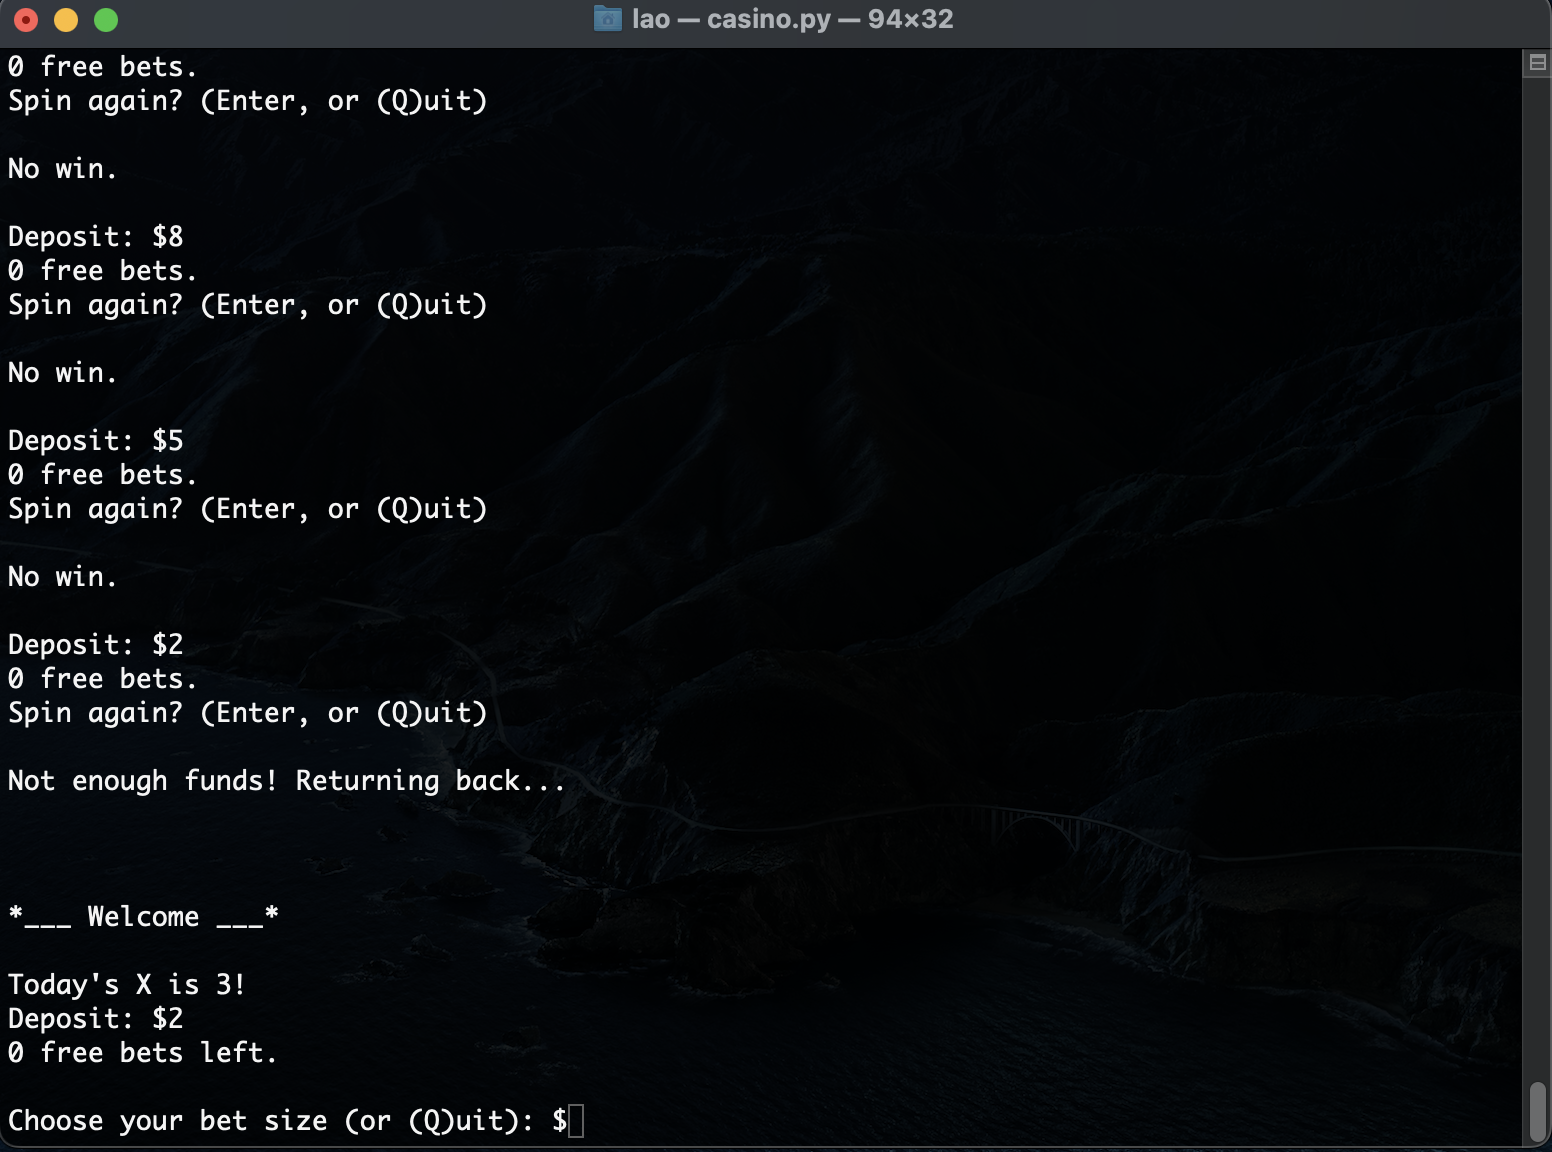 lao — casino.py — 94×32
0 free bets.
Spin again? (Enter, or (Q)uit)
No win.
Deposit: $8
0 free bets.
Spin again? (Enter, or (Q)uit)
No win.
Deposit: $5
0 free bets.
Spin again? (Enter, or (Q)uit)
No win.
Deposit: $2
0 free bets.
Spin again? (Enter, or (Q)uit)
Not enough funds! Returning back...
*___ Welcome ___*
Today's X is 3!
Deposit: $2
0 free bets left.
Choose your bet size (or (Q)uit): $